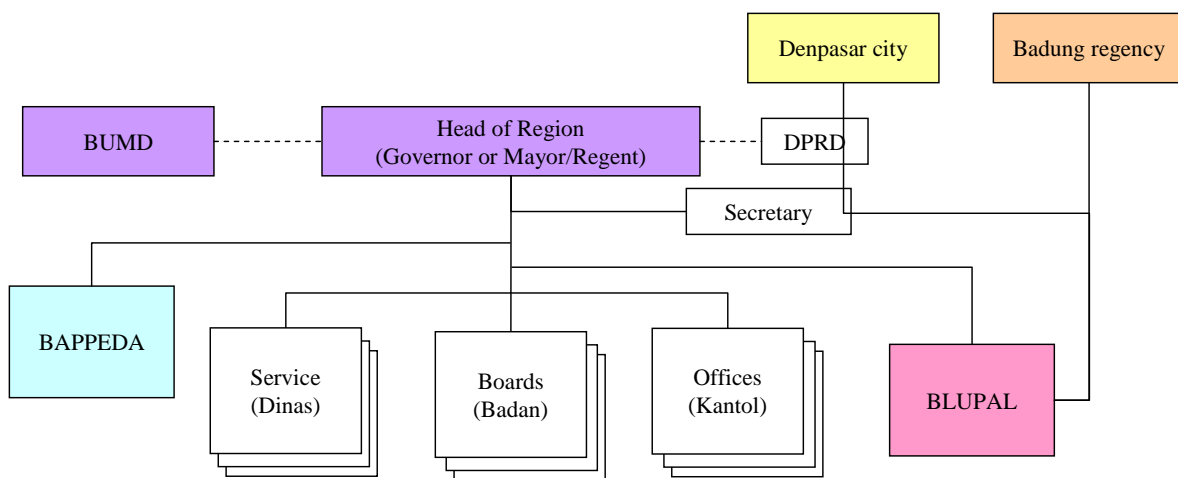 Denpasar city
Badung regency
BUMD
Head of Region
(Governor or Mayor/Regent)
DPRD
Secretary
BAPPEDA
Service
(Dinas)
Boards
(Badan)
Offices
(Kantol)
BLUPAL